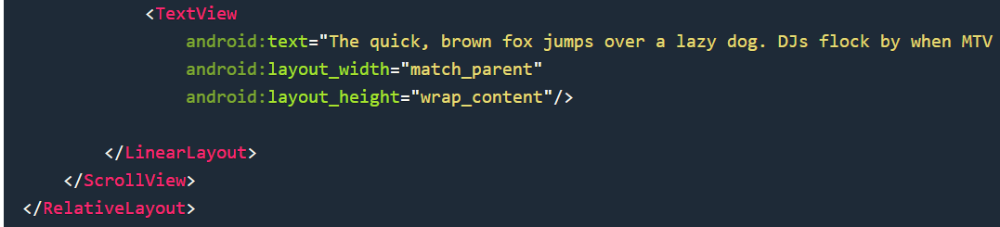 <TextView
android:text="The quick, brown fox jumps over a lazy dog. DJs flock by when MTV
android:layout_width="match_parent"
android:layout_height="wrap_content"/>
</LinearLayout>
</ScrollView>
</RelativeLayout>